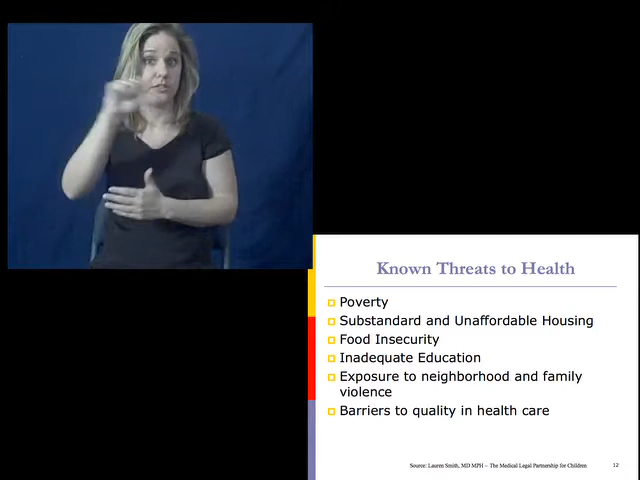 Known Threats to Health
Poverty
Substandard and Unaffordable Housing
Food Insecurity
Inadequate Education
Exposure to neighborhood and family
violence
Barriers to quality in health care
Source: Lauren Smith, MD MPH – The Medical Legal Partnership for Children
12